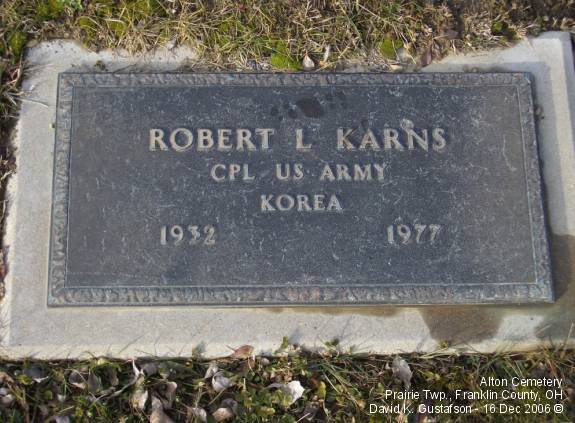 ROBERT L KARNS
CPL US ARMY
KOREA
1932 1977
Alton Cemetery
Prairie Twp., Franklin County, OH
David K. Gustafson - 16 Dec 2006 ©